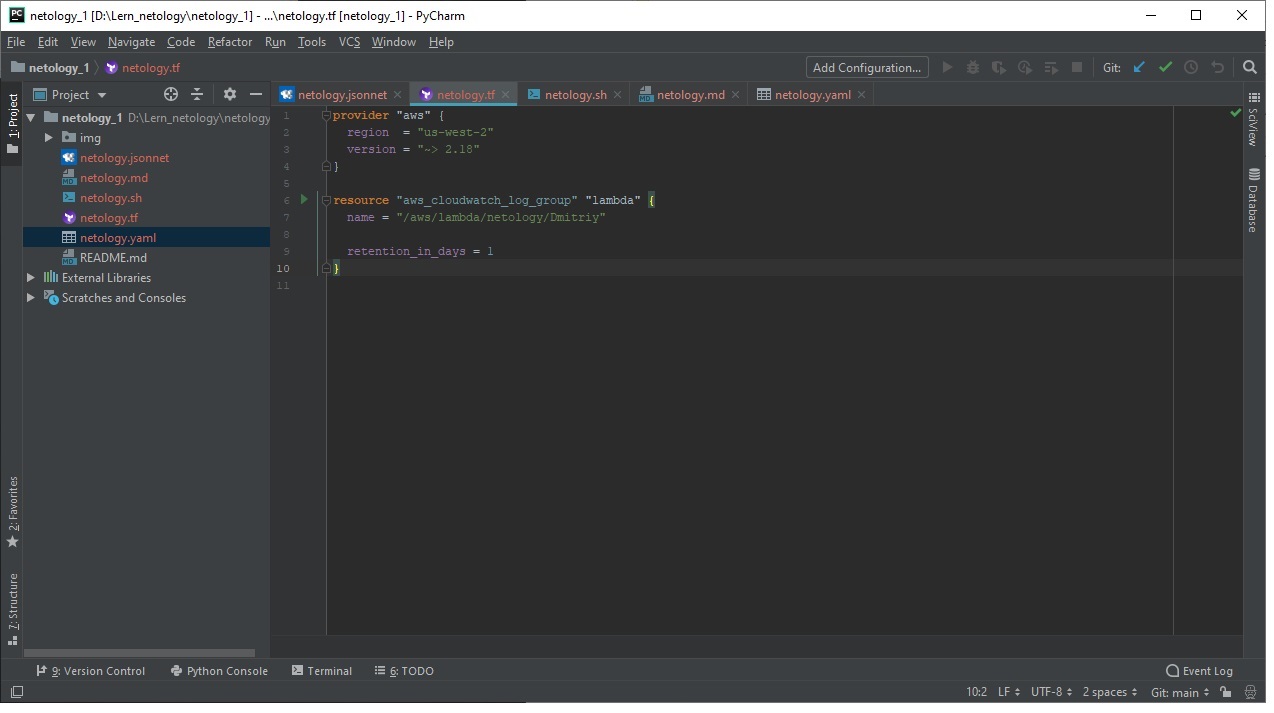 PC netology_1 [D:\Lern_netology\netology_1] - ...\netology.tf [netology_1] - PyCharm
File Edit View Navigate Code Refactor Run Tools VCS Window Help
netology_1 netology.tf Add Configuration... Git:
1: Project
Project
netology.jsonnet netology.tf netology.sh netology.md netology.yaml
netology_1 D:\Lern_netology\netology
img
netology.jsonnet
netology.md
netology.sh
netology.tf
netology.yaml
README.md
External Libraries
Scratches and Consoles
1 provider "aws" {
2 region = "us-west-2"
3 version = "~> 2.18"
4 }
5
6 resource "aws_cloudwatch_log_group" "lambda" {
7 name = "/aws/lambda/netology/Dmitriy"
8
9 retention_in_days = 1
10 }
11
SciView
Database
2: Favorites
7: Structure
9: Version Control Python Console Terminal 6: TODO Event Log
10:2 LF UTF-8 2 spaces Git: main